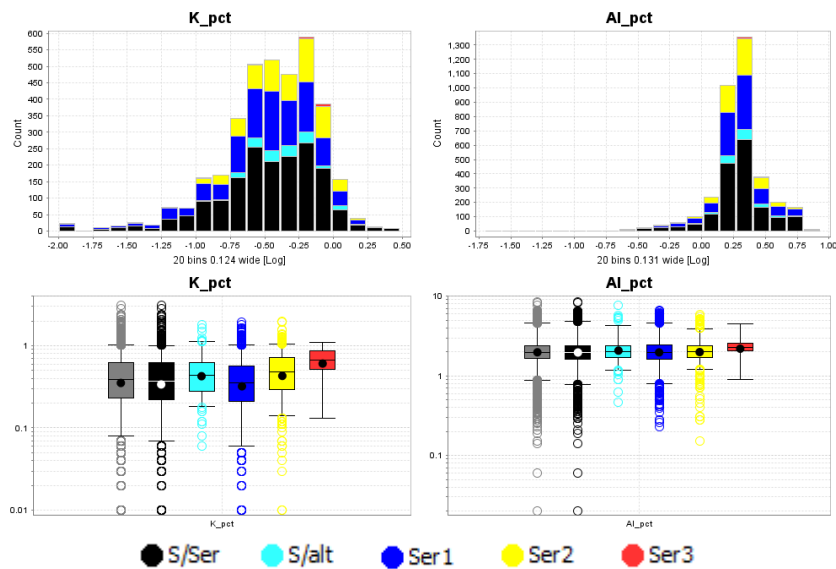 K_pct
Count
600
550
500
450
400
350
300
250
200
150
100
50
0
-2.00 -1.75 -1.50 -1.25 -1.00 -0.75 -0.50 -0.25 0.00 0.25 0.50
20 bins 0.124 wide [Log]
Al_pct
Count
1,300
1,200
1,100
1,000
900
800
700
600
500
400
300
200
100
0
-1.75 -1.50 -1.25 -1.00 -0.75 -0.50 -0.25 0.00 0.25 0.50 0.75 1.00
20 bins 0.131 wide [Log]
K_pct
1
0.1
0.01
K_pct
Al_pct
10
1
0.1
Al_pct
S/Ser S/alt Ser1 Ser2 Ser3